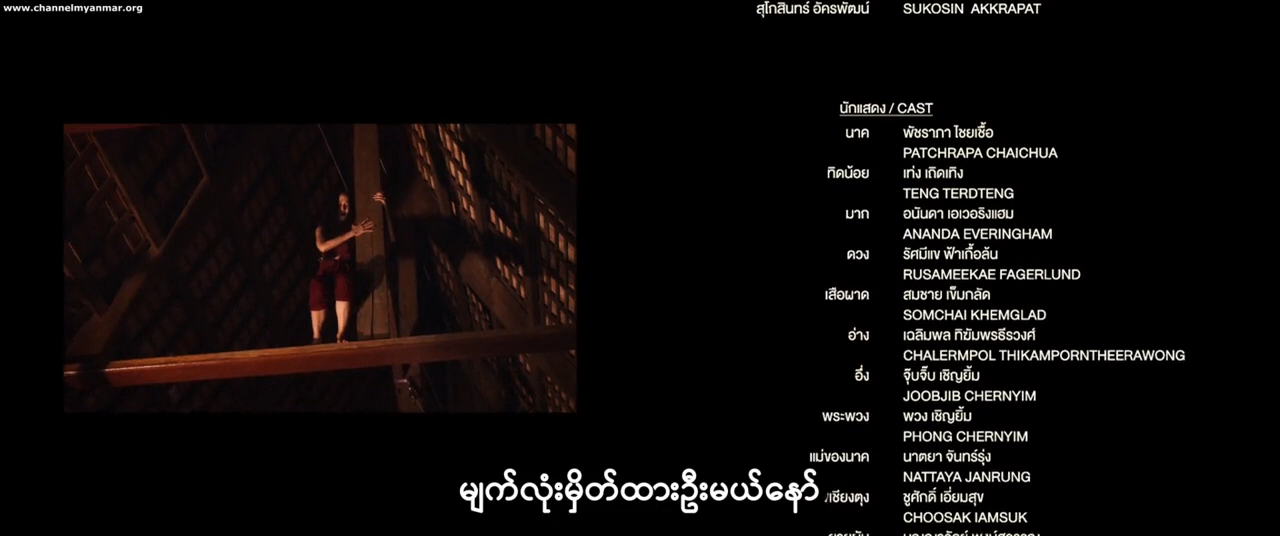 www.channelmyanmar.org
สุโกสินทร์ อัครพัฒน์ SUKOSIN AKKRAPAT
นักแสดง / CAST
นาค พัชราภา ไชยเชื้อ
PATCHRAPA CHAICHUA
ทิดน้อย เท่ง เถิดเทิง
TENG TERDTENG
มาก อนันดา เอเวอริงแฮม
ANANDA EVERINGHAM
ดวง รัศมีแข ฟ้าเกื้อล้น
RUSAMEEKAE FAGERLUND
เสือผาด สมชาย เข็มกลัด
SOMCHAI KHEMGLAD
อ่าง เฉลิมพล ทิฆัมพรธีรวงศ์
CHALERMPOL THIKAMPORNTHEERAWONG
อึ่ง จุ๊บจิ๊บ เชิญยิ้ม
JOOBJIB CHERNYIM
พระพวง พวง เชิญยิ้ม
PHONG CHERNYIM
แม่ของนาค นาตยา จันทร์รุ่ง
NATTAYA JANRUNG
เชียงตุง ชูศักดิ์ เอี่ยมสุข
CHOOSAK IAMSUK
မျက်လုံးမှိတ်ထားဦးမယ်နော်